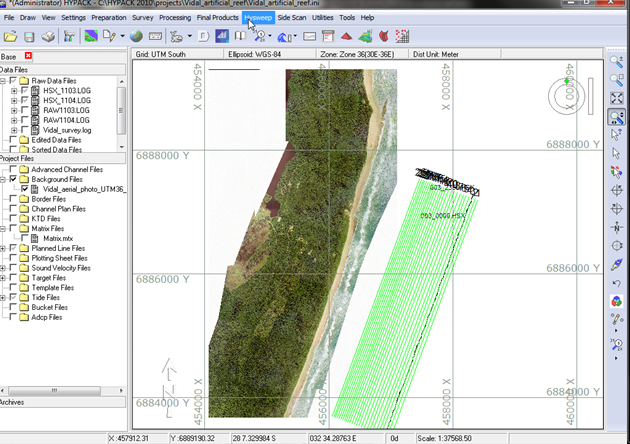 *(Administrator) HYPACK - C:\HYPACK 2010\projects\Vidal_artificial_reef\Vidal_artificial_reef.ini
Draw View Settings Preparation Survey Processing Final Products Hysweep Side Scan Utilities Tools Help
Base
Grid: UTM South Ellipsoid: WGS-84 Zone: Zone 36(30E-36E) Dist Unit: Meter
Data Files
Raw Data Files
HSX_1103.LOG
HSX_1104.LOG
RAW1103.LOG
RAW1104.LOG
Vidal_survey.log
Edited Data Files
Sorted Data Files
Project Files
Advanced Channel Files
Background Files
Vidal_aerial_photo_UTM36_
Border Files
Channel Plan Files
KTD Files
Matrix Files
Matrix.mtx
Planned Line Files
Plotting Sheet Files
Sound Velocity Files
Target Files
Template Files
Tide Files
Bucket Files
Adcp Files
Archives
454000 X
458000 X
6888000 Y
6888000 Y
003_0009.HSX
6886000 Y
6886000 Y
6884000 Y
6884000 Y
454000 X
456000 X
458000 X
460000 X
X :457912.31 Y :6889190.32 28 7.329984 S 032 34.28763 E 0d Scale: 1:37568.50